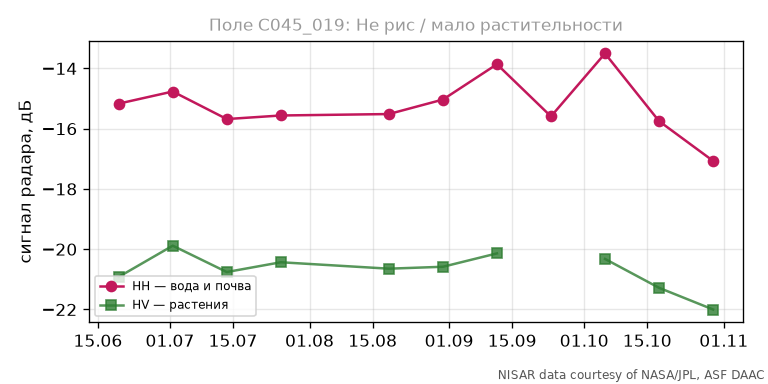 Поле C045_019: Не рис / мало растительности
сигнал радара, дБ
−14
−16
−18
−20
−22
HH — вода и почва
HV — растения
15.06 01.07 15.07 01.08 15.08 01.09 15.09 01.10 15.10 01.11
NISAR data courtesy of NASA/JPL, ASF DAAC